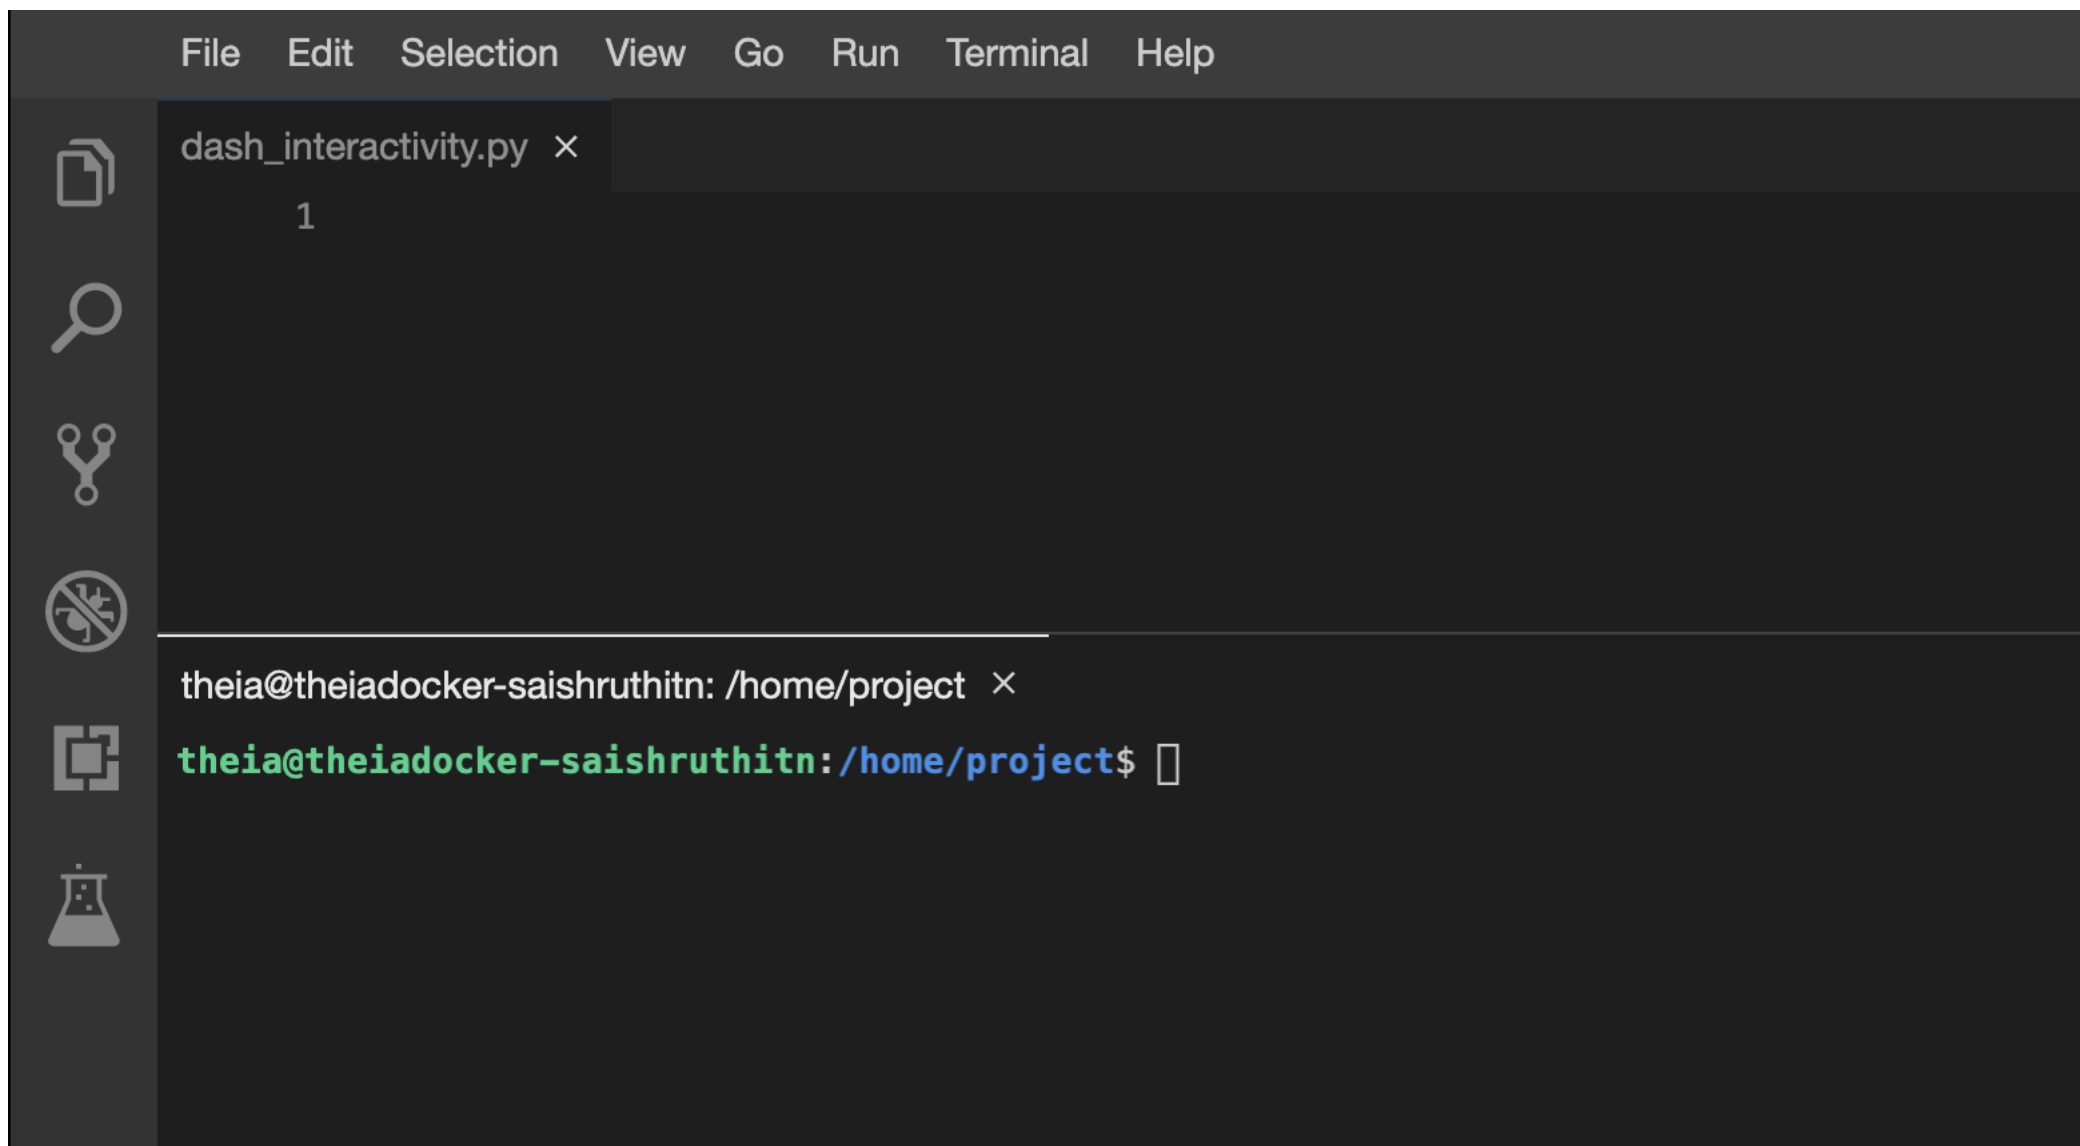 File Edit Selection View Go Run Terminal Help
dash_interactivity.py ×
1
theia@theiadocker-saishruthitn: /home/project ×
theia@theiadocker-saishruthitn:/home/project$